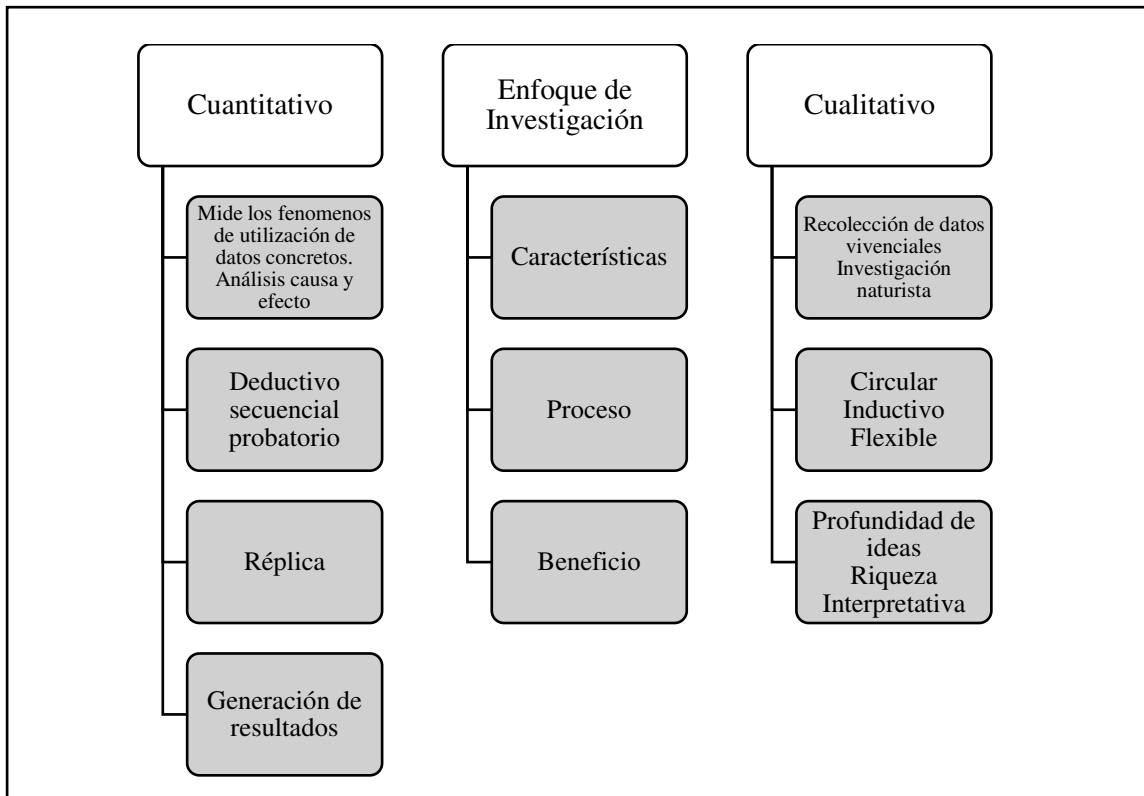 Cuantitativo
Mide los fenomenos
de utilización de
datos concretos.
Análisis causa y
efecto
Deductivo
secuencial
probatorio
Réplica
Generación de
resultados
Enfoque de
Investigación
Característícas
Proceso
Beneficio
Cualitativo
Recolección de datos
vivenciales
Investigación
naturista
Circular
Inductivo
Flexible
Profundidad de
ideas
Riqueza
Interpretativa